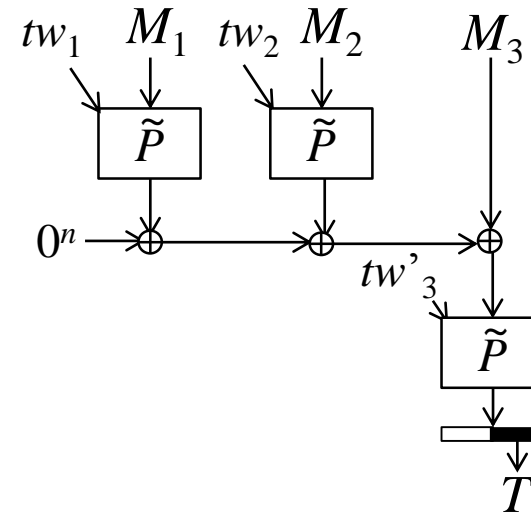 tw₁ M₁ tw₂ M₂ M₃
P̃ P̃
0ⁿ
tw’₃
P̃
T